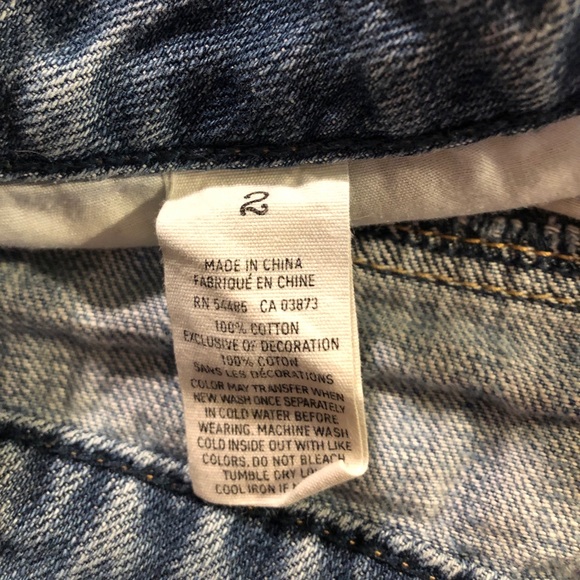 2
MADE IN CHINA
FABRIQUÉ EN CHINE
RN 54485 CA 03873
100% COTTON
EXCLUSIVE OF DECORATION
100% COTON
SANS LES DÉCORATIONS
COLOR MAY TRANSFER WHEN
NEW. WASH ONCE SEPARATELY
IN COLD WATER BEFORE
WEARING. MACHINE WASH
COLD INSIDE OUT WITH LIKE
COLORS. DO NOT BLEACH
TUMBLE DRY
COOL IRON IF